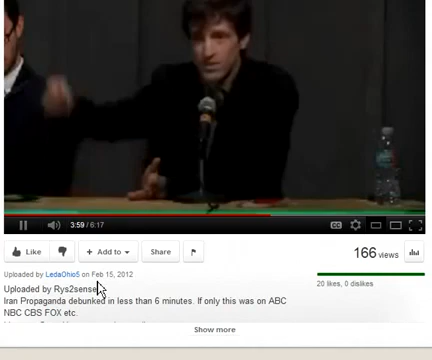 3:59 / 6:17
Like Add to Share 166 views
Uploaded by LedaOhio5 on Feb 15, 2012
20 likes, 0 dislikes
Uploaded by Rys2sense
Iran Propaganda debunked in less than 6 minutes. If only this was on ABC
NBC CBS FOX etc.
Show more